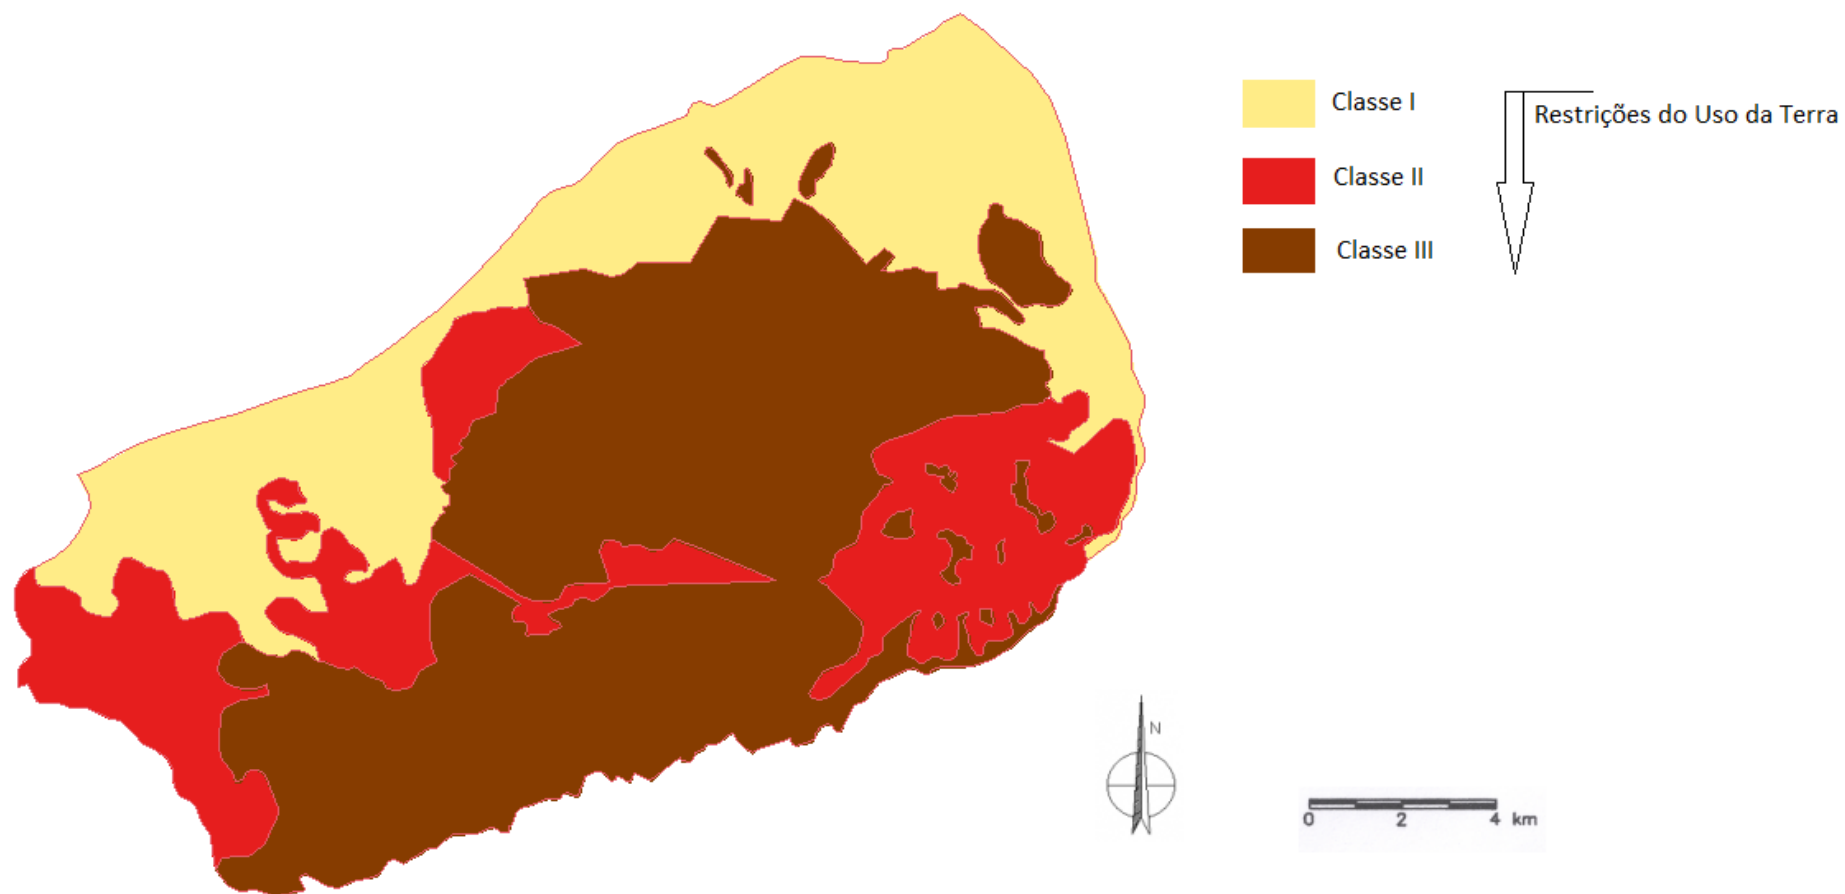 Classe I
Restrições do Uso da Terra
Classe II
Classe III
N
0 2 4 km